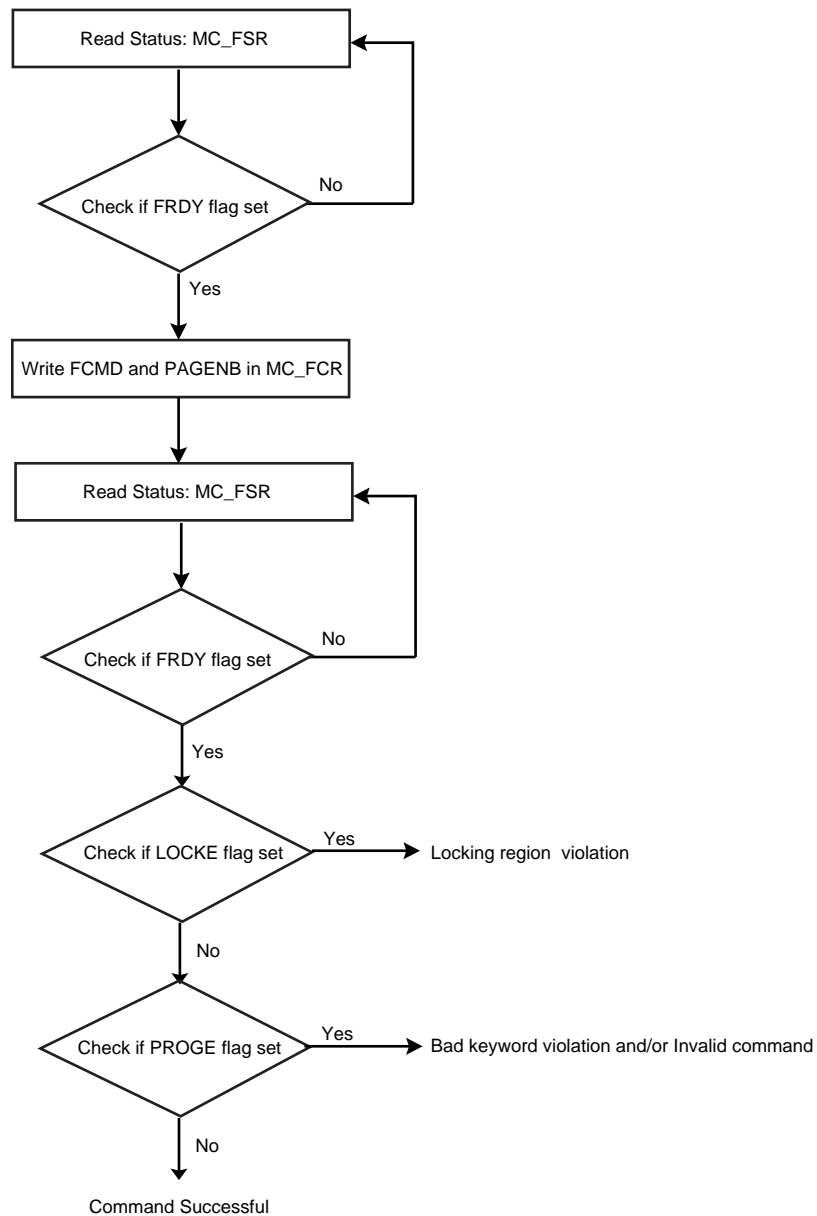 Read Status: MC_FSR
Check if FRDY flag set
No
Yes
Write FCMD and PAGENB in MC_FCR
Read Status: MC_FSR
Check if FRDY flag set
No
Yes
Check if LOCKE flag set
Yes
Locking region violation
No
Check if PROGE flag set
Yes
Bad keyword violation and/or Invalid command
No
Command Successful